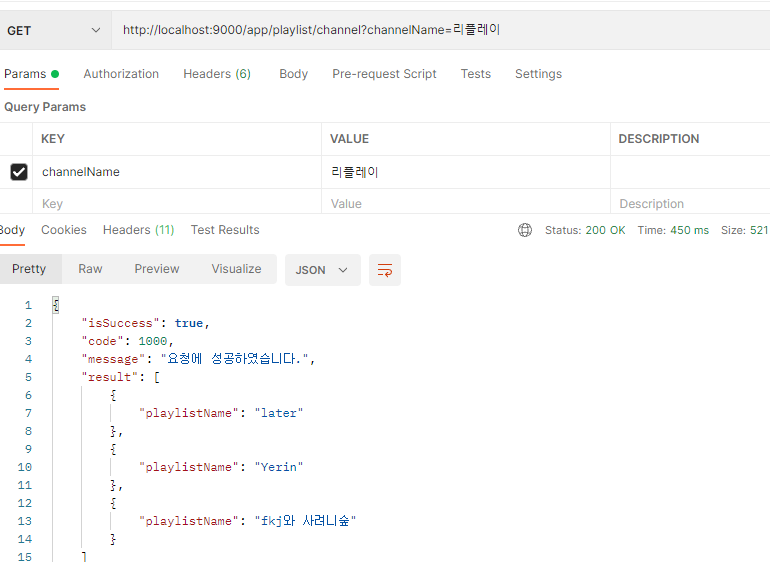 GET http://localhost:9000/app/playlist/channel?channelName=리플레이
Params Authorization Headers (6) Body Pre-request Script Tests Settings
Query Params
KEY VALUE DESCRIPTION
channelName 리플레이
Key Value Description
Body Cookies Headers (11) Test Results Status: 200 OK Time: 450 ms Size: 521
Pretty Raw Preview Visualize JSON
1 {
2 "isSuccess": true,
3 "code": 1000,
4 "message": "요청에 성공하였습니다.",
5 "result": [
6 {
7 "playlistName": "later"
8 },
9 {
10 "playlistName": "Yerin"
11 },
12 {
13 "playlistName": "fkj와 사려니숲"
14 }
15 ]